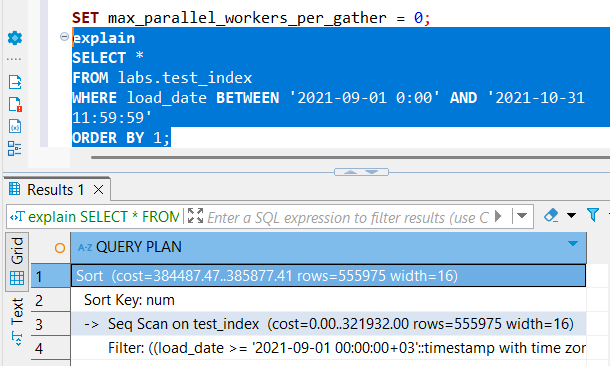 SET max_parallel_workers_per_gather = 0;
explain
SELECT *
FROM labs.test_index
WHERE load_date BETWEEN '2021-09-01 0:00' AND '2021-10-31
11:59:59'
ORDER BY 1;
Results 1
explain SELECT * FROM
Enter a SQL expression to filter results (use C
Grid
Text
A-Z QUERY PLAN
1 Sort (cost=384487.47..385877.41 rows=555975 width=16)
2 Sort Key: num
3 -> Seq Scan on test_index (cost=0.00..321932.00 rows=555975 width=16)
4 Filter: ((load_date >= '2021-09-01 00:00:00+03'::timestamp with time zor